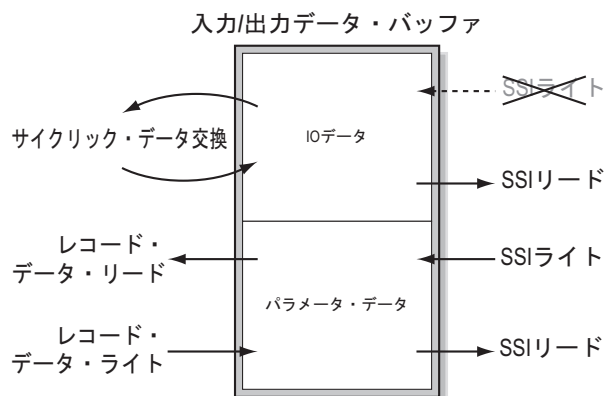 入力/出力データ・バッファ
SSIライト
サイクリック・データ交換
IOデータ
SSIリード
レコード・
データ・リード
SSIライト
パラメータ・データ
レコード・
データ・ライト
SSIリード